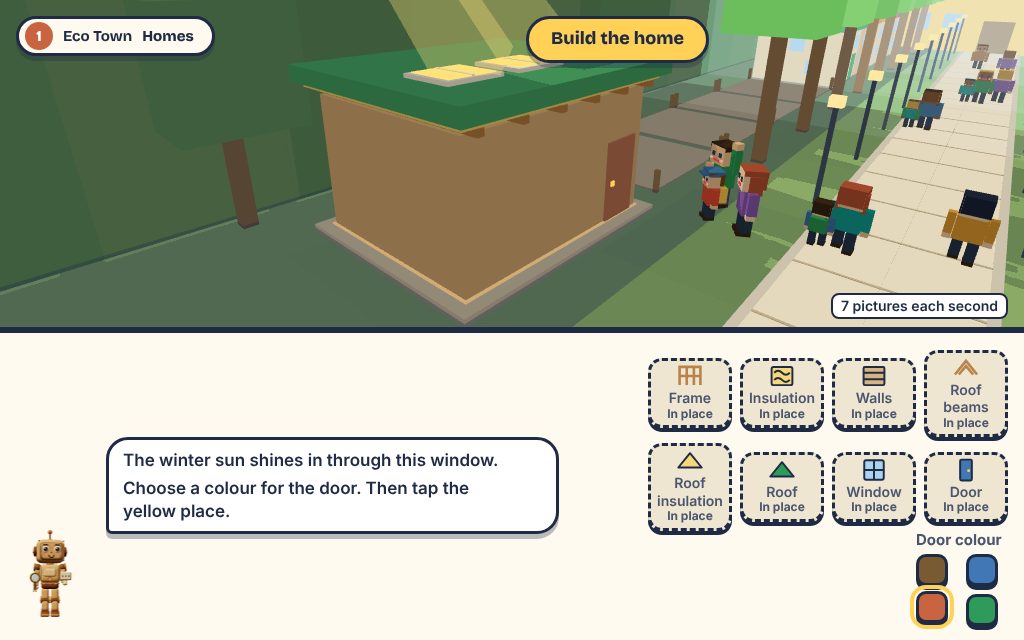 1 Eco Town Homes
Build the home
7 pictures each second
The winter sun shines in through this window.
Choose a colour for the door. Then tap the
yellow place.
Frame
In place
Insulation
In place
Walls
In place
Roof
beams
In place
Roof
insulation
In place
Roof
In place
Window
In place
Door
In place
Door colour